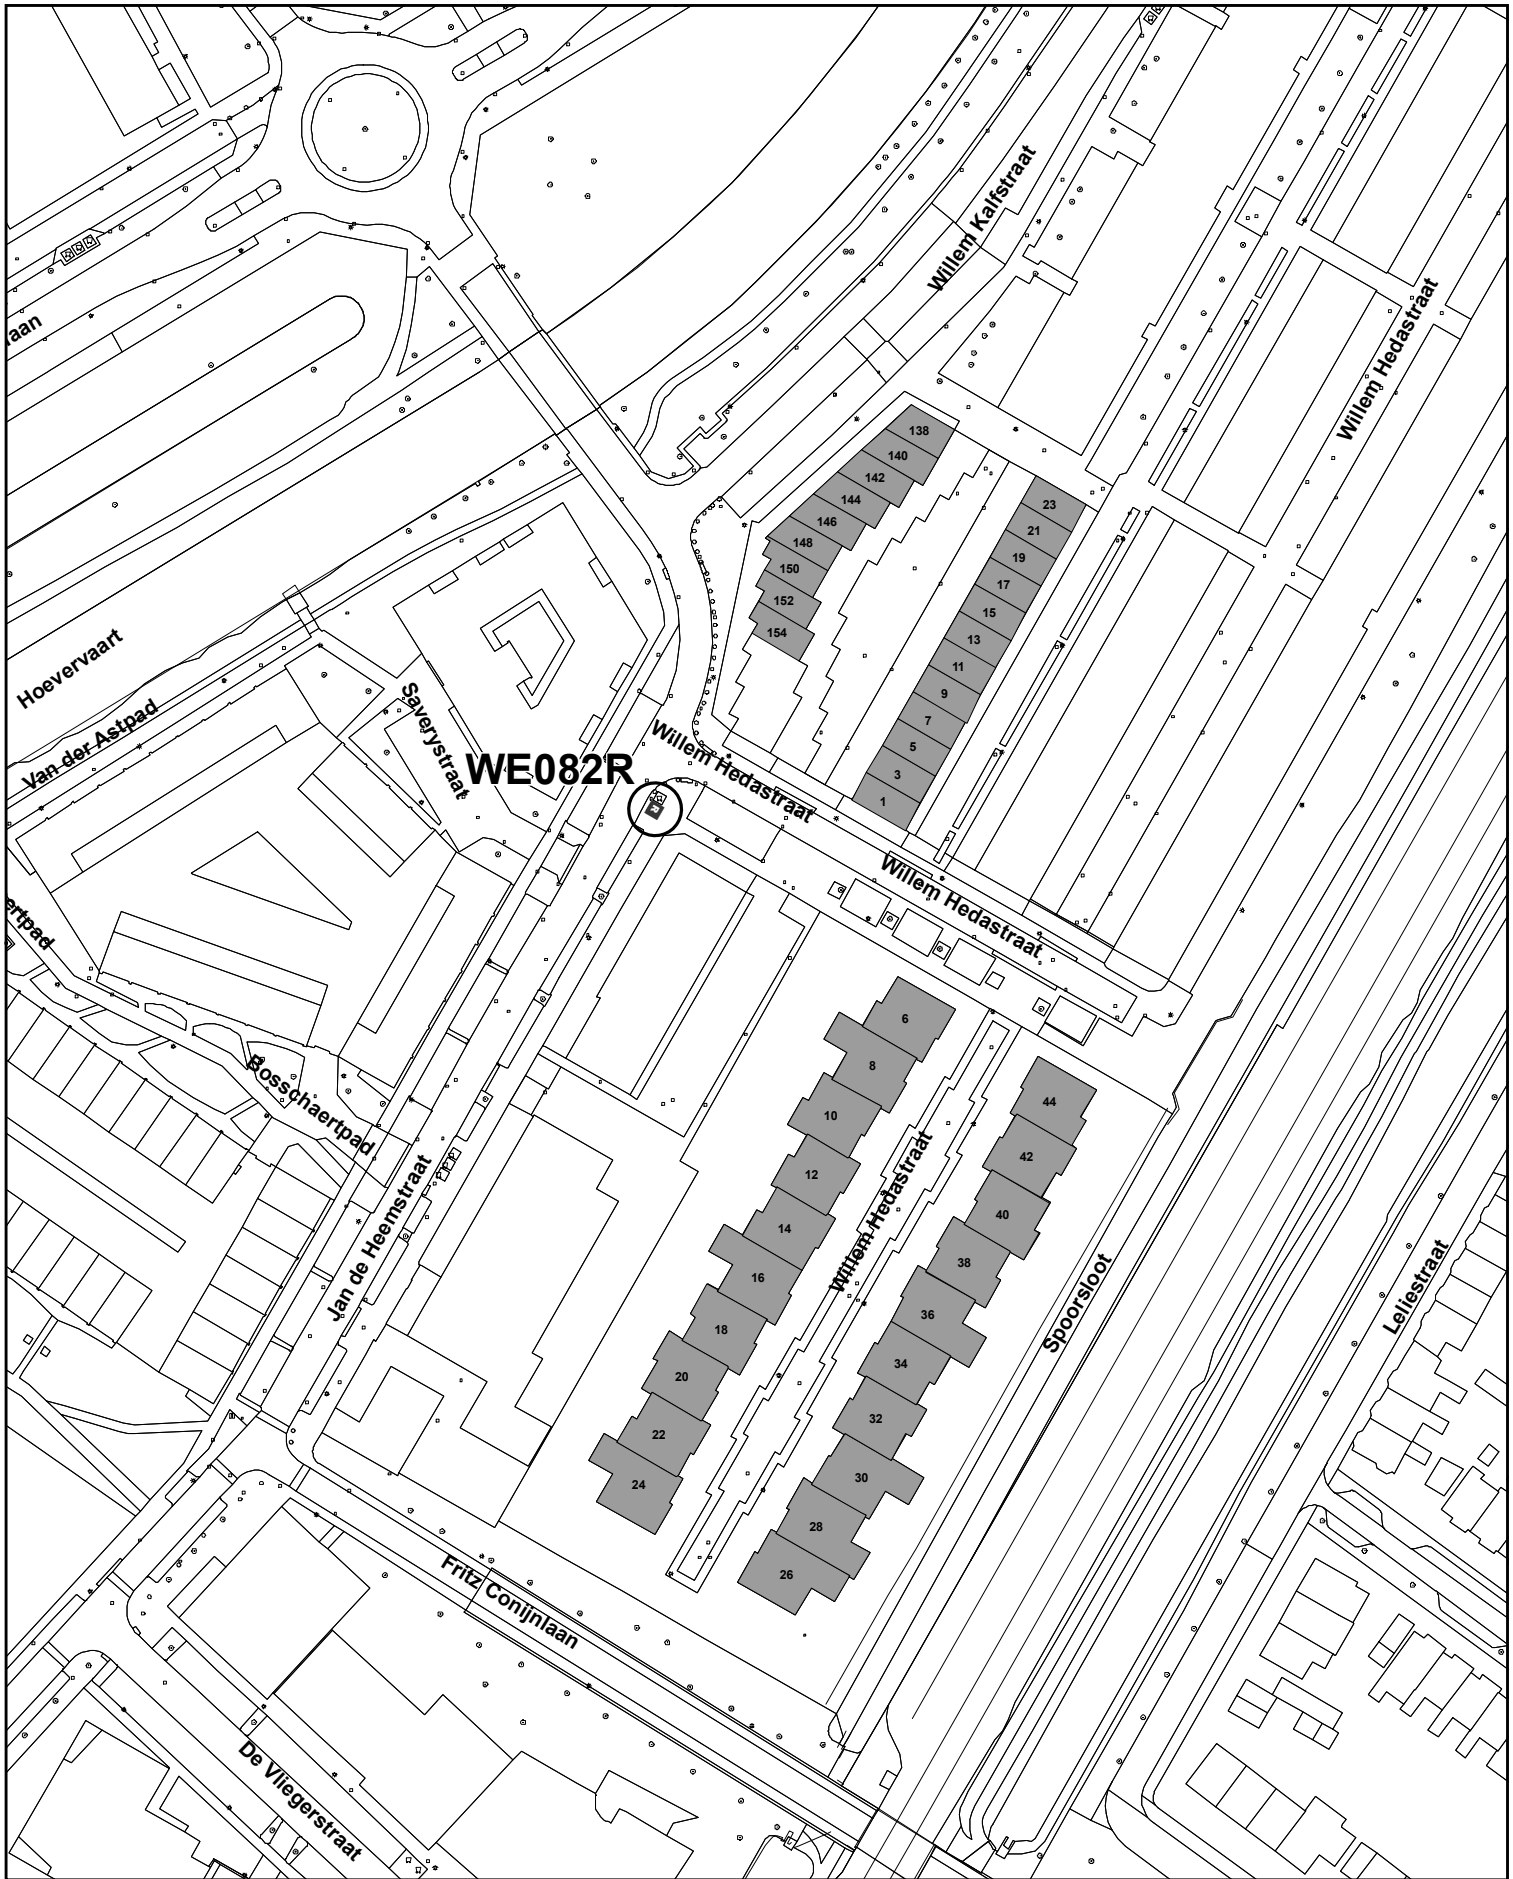 Willem Kalfstraat
Willem Hedastraat
laan
138
140
142
144
146
148
150
152
154
23
21
19
17
15
13
11
9
7
5
3
1
Hoevervaart
Van der Astpad
Saverystraat
WE082R
Willem Hedastraat
Willem Hedastraat
ertpad
Bosschaertpad
Jan de Heemstraat
6
8
10
12
14
16
18
20
22
24
Willem Hedastraat
44
42
40
38
36
34
32
30
28
26
Spoorsloot
Leliestraat
Fritz Conijnlaan
De Vliegerstraat